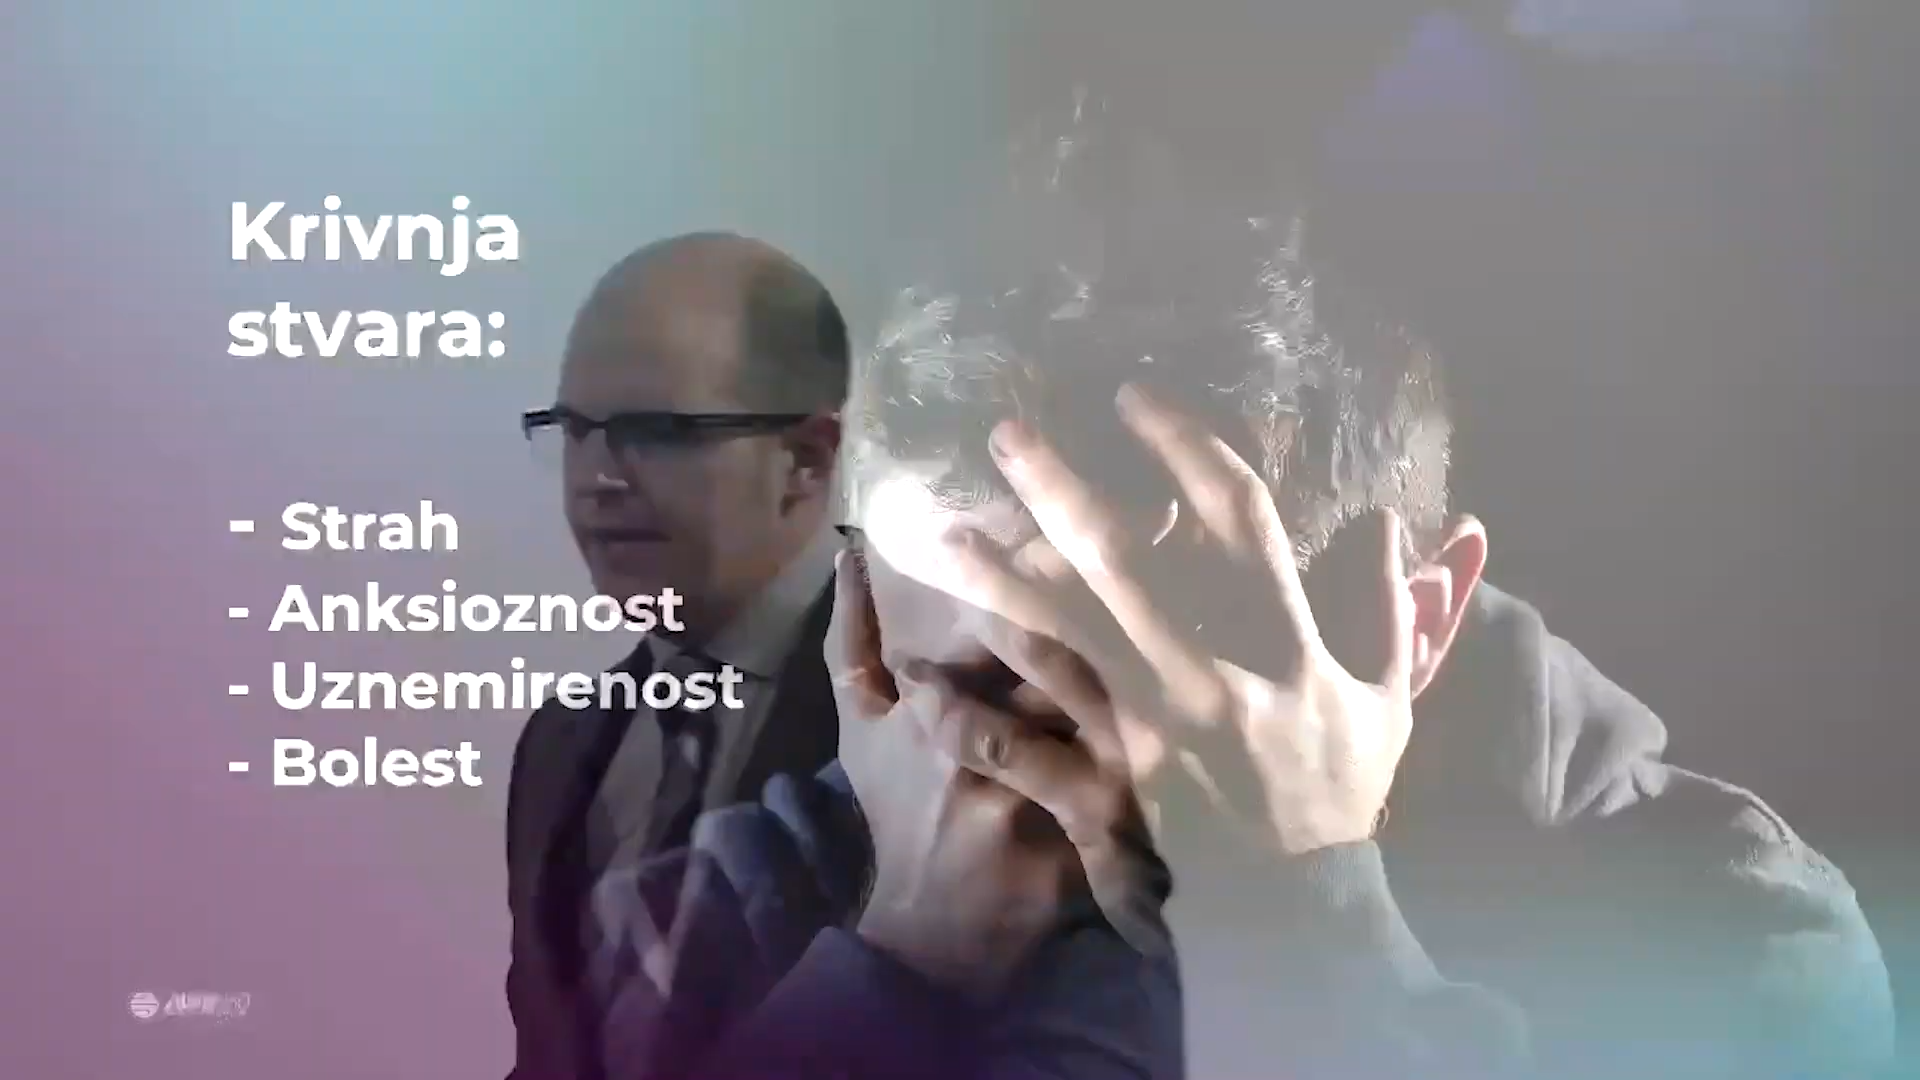 Krivnja
stvara:
- Strah
- Anksioznost
- Uznemirenost
- Bolest